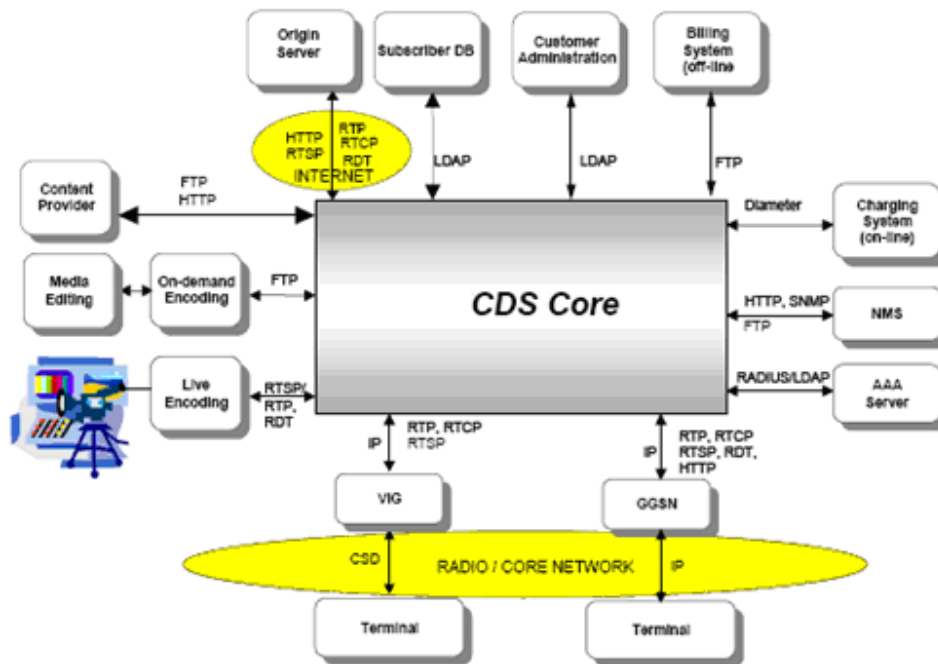 Origin
Server
Subscriber DB
Customer
Administration
Billing
System
(off-line
HTTP
RTSP
RTP
RTCP
RDT
INTERNET
LDAP
LDAP
FTP
Content
Provider
FTP
HTTP
Diameter
Charging
System
(on-line)
Media
Editing
On-demand
Encoding
FTP
CDS Core
HTTP, SNMP
FTP
NMS
Live
Encoding
RTSP/
RTP,
RDT
RADIUS/LDAP
AAA
Server
IP
RTP, RTCP
RTSP
IP
RTP, RTCP
RTSP, RDT,
HTTP
VIG
GGSN
CSD
RADIO / CORE NETWORK
IP
Terminal
Terminal